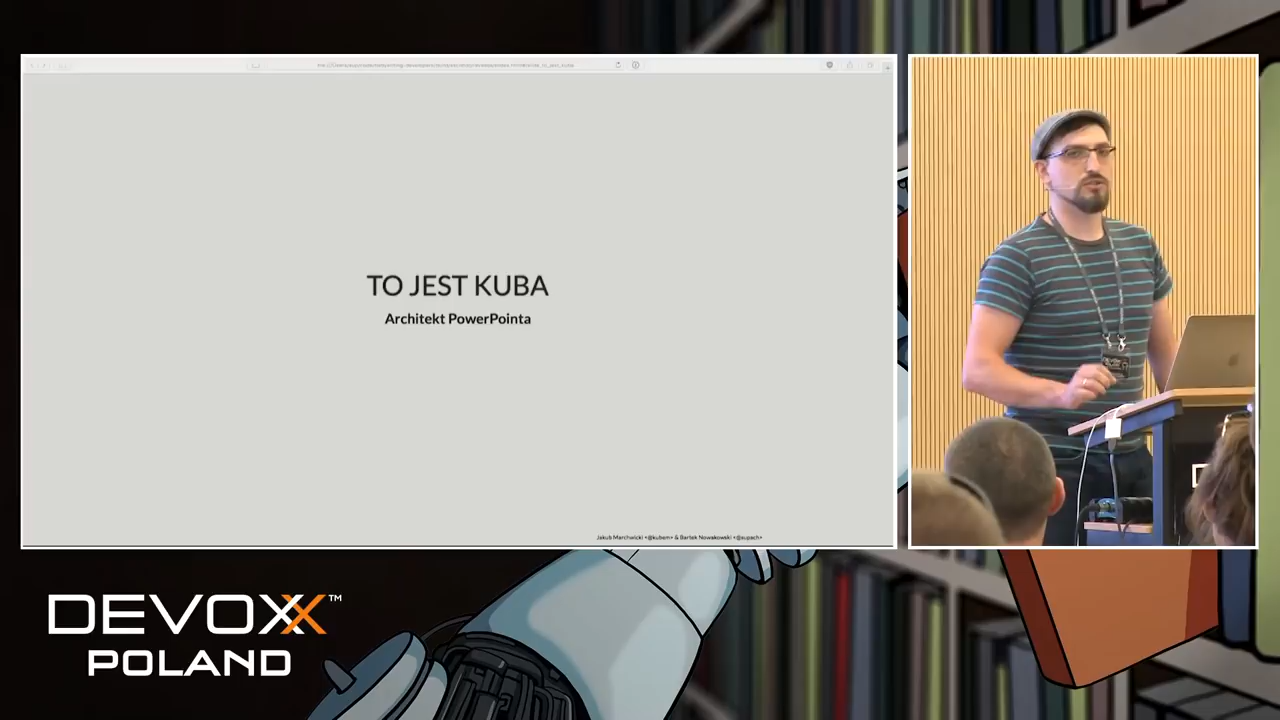 TO JEST KUBA
Architekt PowerPointa
Jakub Marchwicki <@kubem> & Bartek Nowakowski <@supach>
DEVOXX™
POLAND